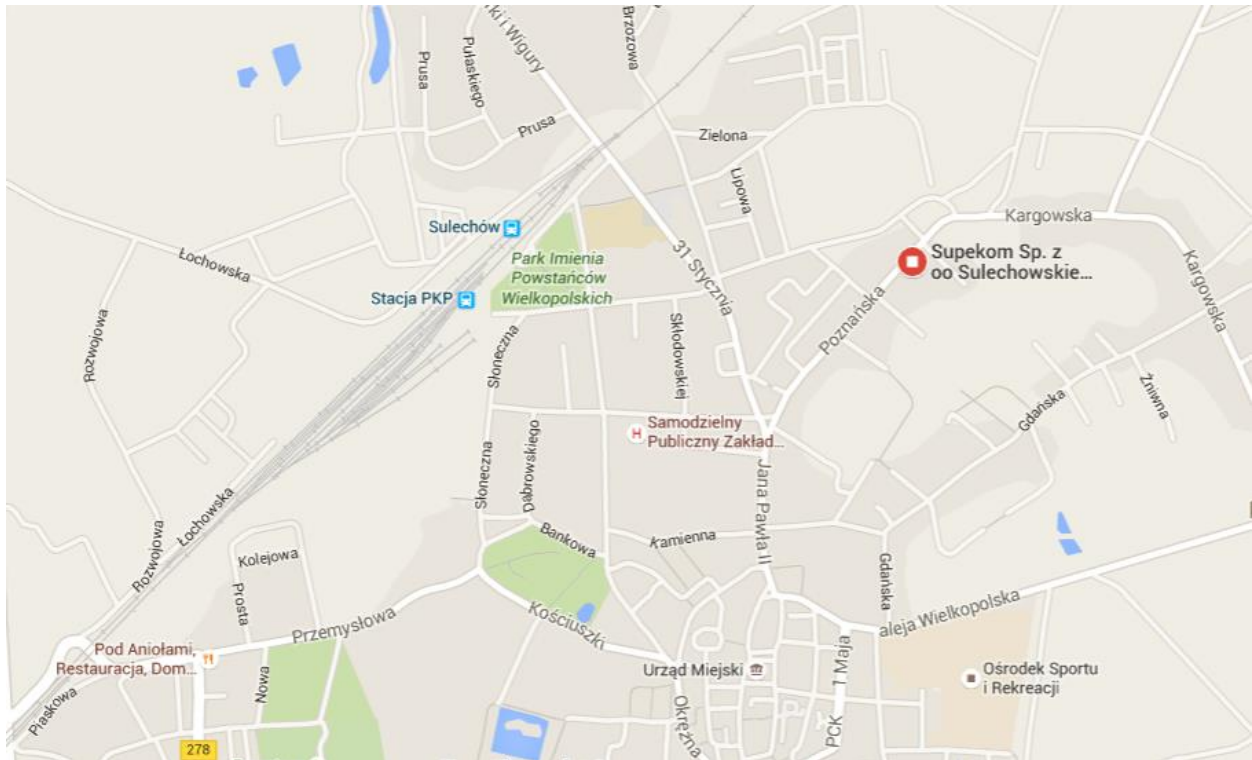 ki i Wigury
Brzozowa
Prusa
Pułaskiego
Prusa
Zielona
Lipowa
Sulechów
Kargowska
Łochowska
Park Imienia
Powstańców
Wielkopolskich
31 Stycznia
Supekom Sp. z
oo Sulechowskie...
Kargowska
Stacja PKP
Rozwojowa
Słoneczna
Skłodowskiej
Poznańska
Żniwna
Gdańska
Samodzielny
Publiczny Zakład...
Dąbrowskiego
Słoneczna
Jana Pawła II
Łochowska
Bankowa
Kamienna
Rozwojowa
Kolejowa
Prosta
Gdańska
Kościuszki
aleja Wielkopolska
Przemysłowa
Pod Aniołami,
Restauracja, Dom...
Urząd Miejski
1 Maja
Ośrodek Sportu
i Rekreacji
Nowa
Piaskowa
Okrężna
PCK
278